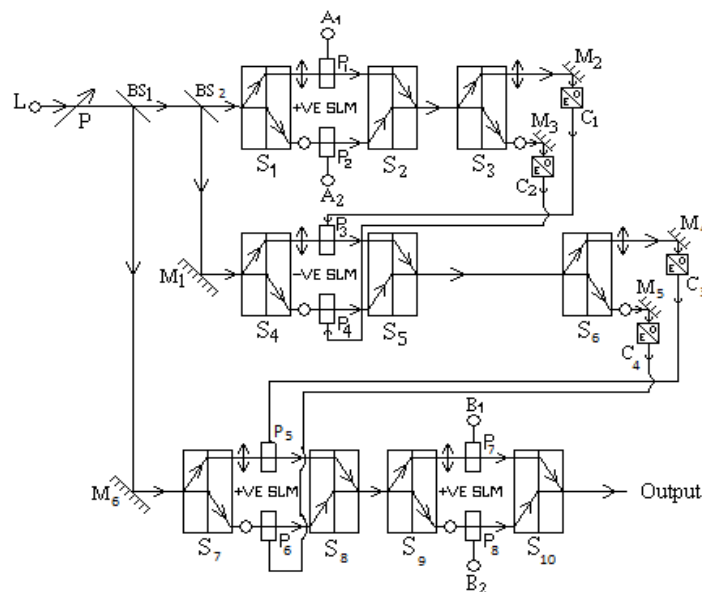 A₁
M₂
P₁
L
P
BS₁
BS₂
+VE SLM
M₃
C₁
P₂
S₁
S₂
S₃
C₂
A₂
P₃
M₁
-VE SLM
M₅
P₄
S₄
S₅
S₆
C₄
B₁
P₅
P₇
M₆
+VE SLM
+VE SLM
Output
P₆
P₈
S₇
S₈
S₉
S₁₀
B₂
E O
E O
E O
E O